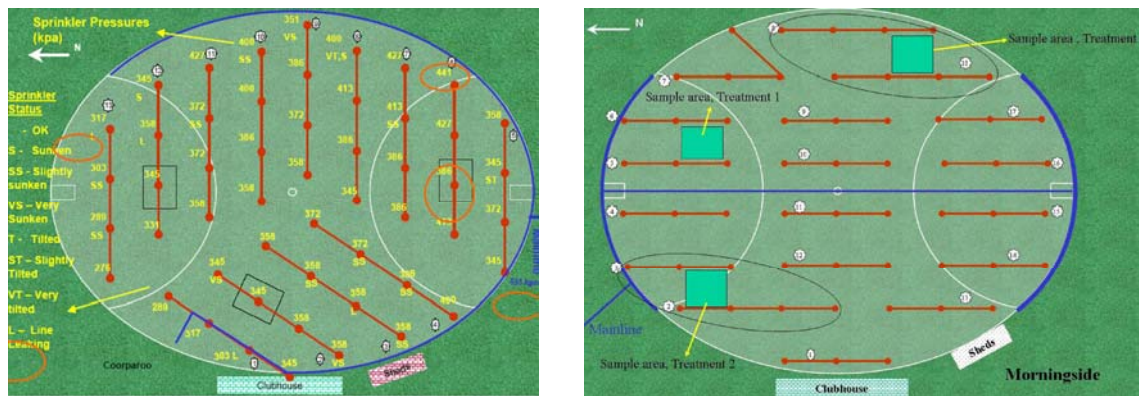 Sprinkler Pressures
(kpa)
N
Sprinkler
Status
- OK
S - Sunken
SS - Slightly
sunken
VS – Very
Sunken
T - Tilted
ST – Slightly
Tilted
VT – Very
tilted
L – Line
Leaking
345
S
358
L
345
331
317
303
SS
289
SS
276
427
372
SS
372
358
400
SS
400
386
358
351
VS
386
372
358
400
VT,S
413
386
345
427
413
SS
386
386
441
427
386
358
345
ST
372
345
372
372
SS
SS
400
358
358
SS
358
L
358
SS
345
VS
345
358
358
VS
289
317
303 L
345
Coorparoo
Clubhouse
Sheds
N
Sample area , Treatment
Sample area, Treatment 1
Mainline
Sample area, Treatment 2
Sheds
Morningside
Clubhouse